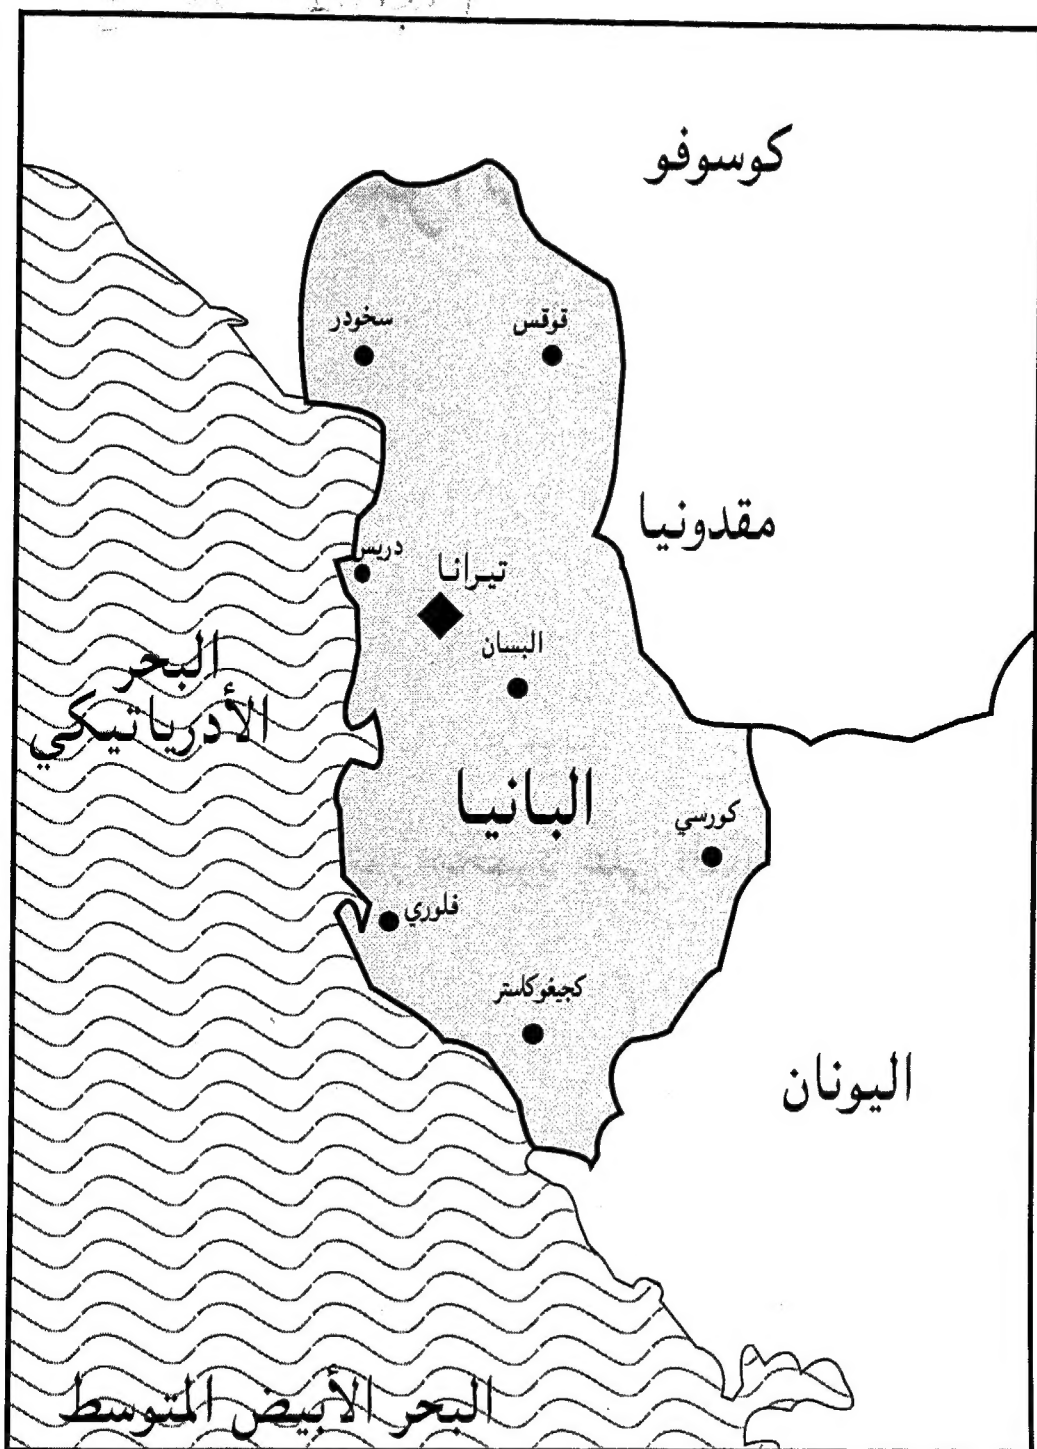 كوسوفو
سخودر
قوقس
مقدونيا
دريس
تيرانا
البسان
البحر
الأدرياتيكي
البانيا
كورسي
فلوري
كجيغوكلستر
اليونان
البحر الأبيض المتوسط